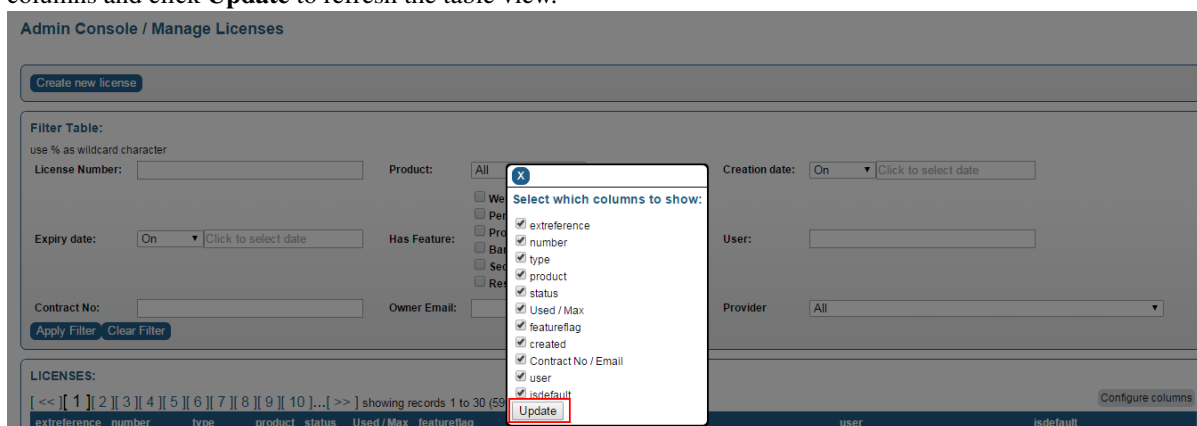 columns and click Update to refresh the table view.
Admin Console / Manage Licenses
Create new license
Filter Table:
use % as wildcard character
License Number: Product: All Creation date: On Click to select date
Expiry date: On Click to select date Has Feature: User:
Contract No: Owner Email: Provider All
Apply Filter Clear Filter
X
Select which columns to show:
extreference
number
type
product
status
Used / Max
featureflag
created
Contract No / Email
user
isdefault
Update
LICENSES:
[ << ][ 1 ][ 2 ][ 3 ][ 4 ][ 5 ][ 6 ][ 7 ][ 8 ][ 9 ][ 10 ]...[ >> ] showing records 1 to 30 (59
Configure columns
extreference number type product status Used / Max featureflag user isdefault